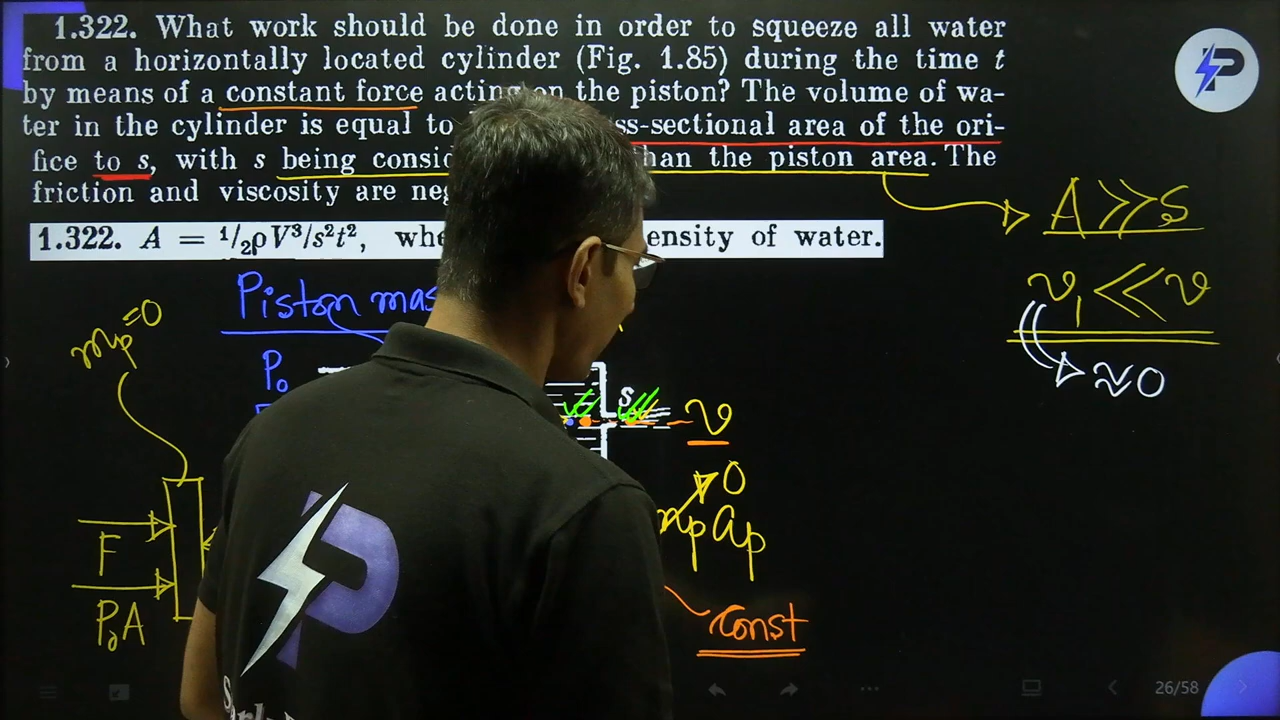 1.322. What work should be done in order to squeeze all water
from a horizontally located cylinder (Fig. 1.85) during the time t
by means of a constant force acting on the piston? The volume of wa-
ter in the cylinder is equal to ss-sectional area of the ori-
fice to s, with s being consid than the piston area. The
friction and viscosity are neg
1.322. A = 1/2ρV³/s²t², whe ensity of water.
A >> s
v₁ << v
≈0
Piston mas
mₚ=0
P₀
s
v
0
mₚaₚ
F
P₀A
const
26/58